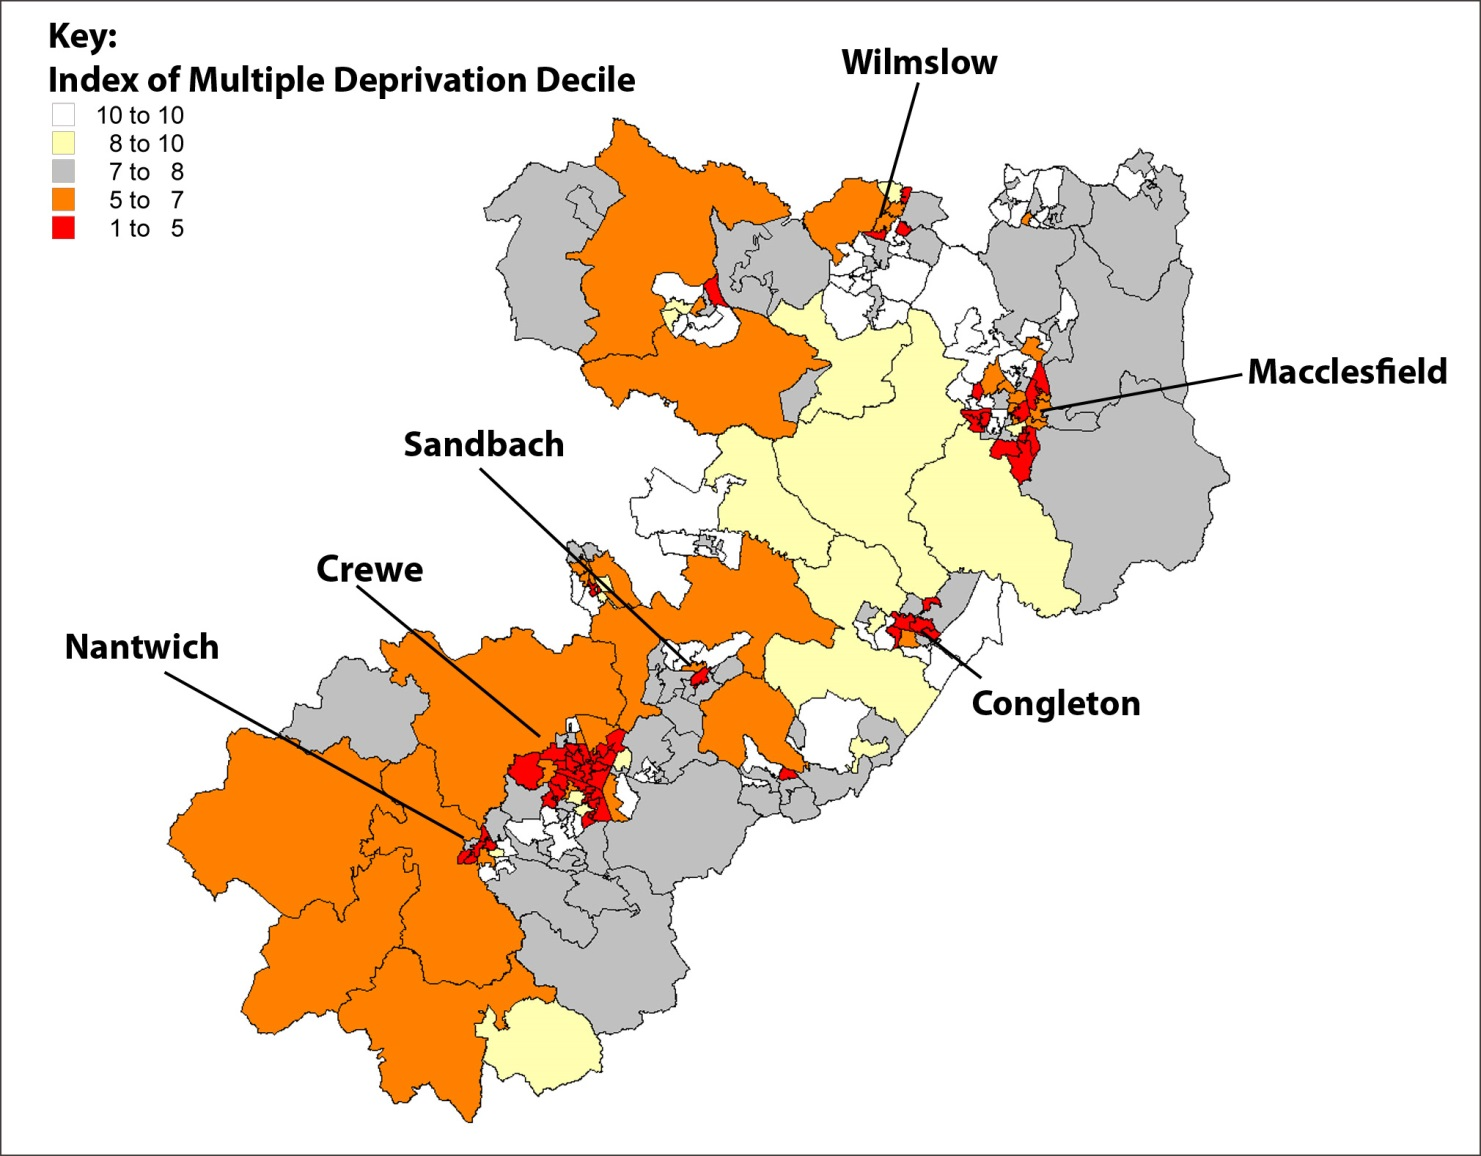 Key:
Index of Multiple Deprivation Decile
10 to 10
8 to 10
7 to 8
5 to 7
1 to 5
Wilmslow
Macclesfield
Sandbach
Crewe
Nantwich
Congleton